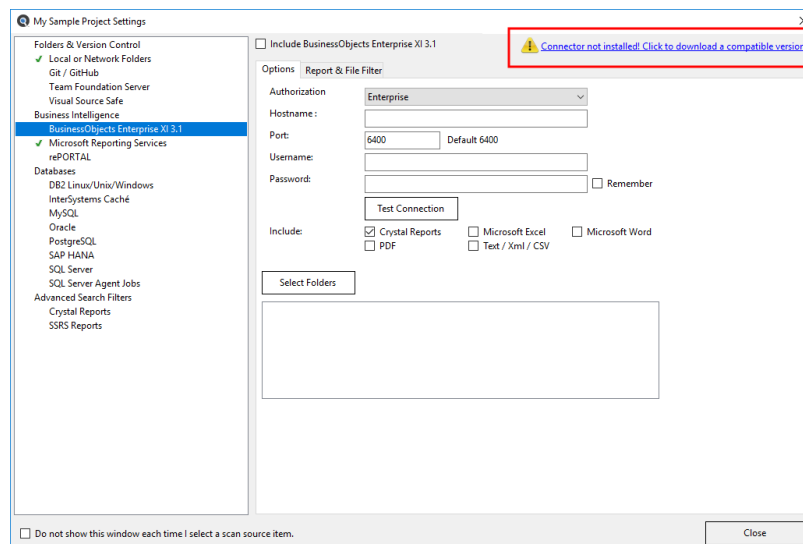 My Sample Project Settings
Folders & Version Control
Local or Network Folders
Git / GitHub
Team Foundation Server
Visual Source Safe
Business Intelligence
BusinessObjects Enterprise XI 3.1
Microsoft Reporting Services
rePORTAL
Databases
DB2 Linux/Unix/Windows
InterSystems Caché
MySQL
Oracle
PostgreSQL
SAP HANA
SQL Server
SQL Server Agent Jobs
Advanced Search Filters
Crystal Reports
SSRS Reports
Include BusinessObjects Enterprise XI 3.1
Connector not installed! Click to download a compatible version
Options Report & File Filter
Authorization Enterprise
Hostname :
Port: 6400 Default 6400
Username:
Password: Remember
Test Connection
Include: Crystal Reports Microsoft Excel Microsoft Word
PDF Text / Xml / CSV
Select Folders
Do not show this window each time I select a scan source item.
Close